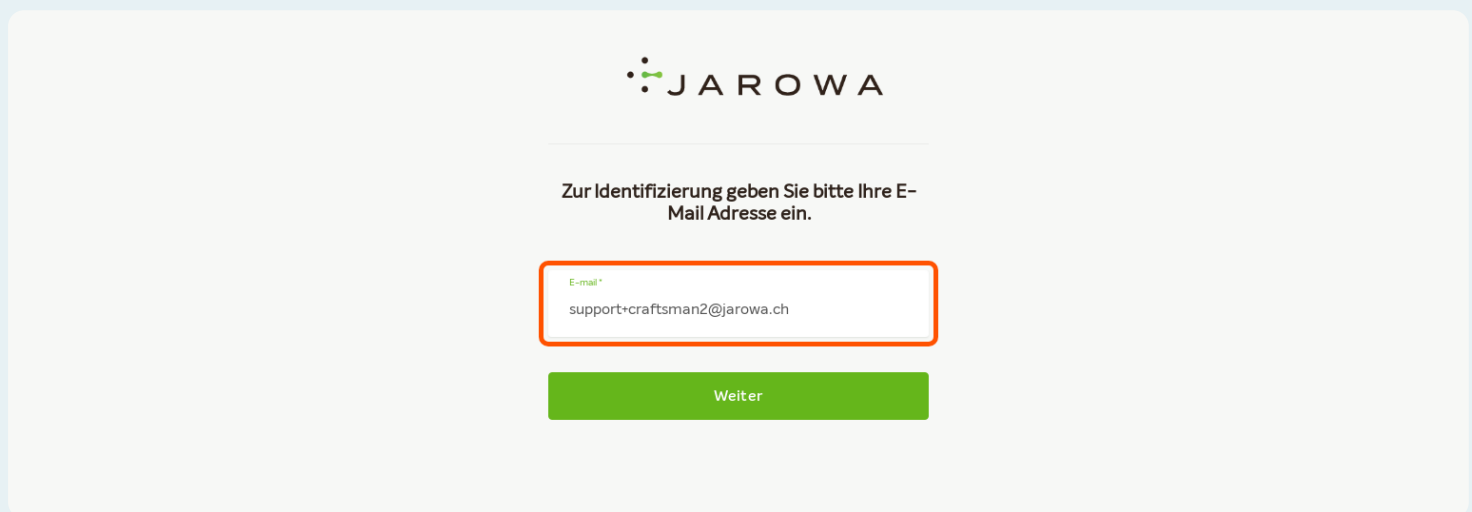 JAROWA
Zur Identifizierung geben Sie bitte Ihre E-
Mail Adresse ein.
E-mail *
support+craftsman2@jarowa.ch
Weiter